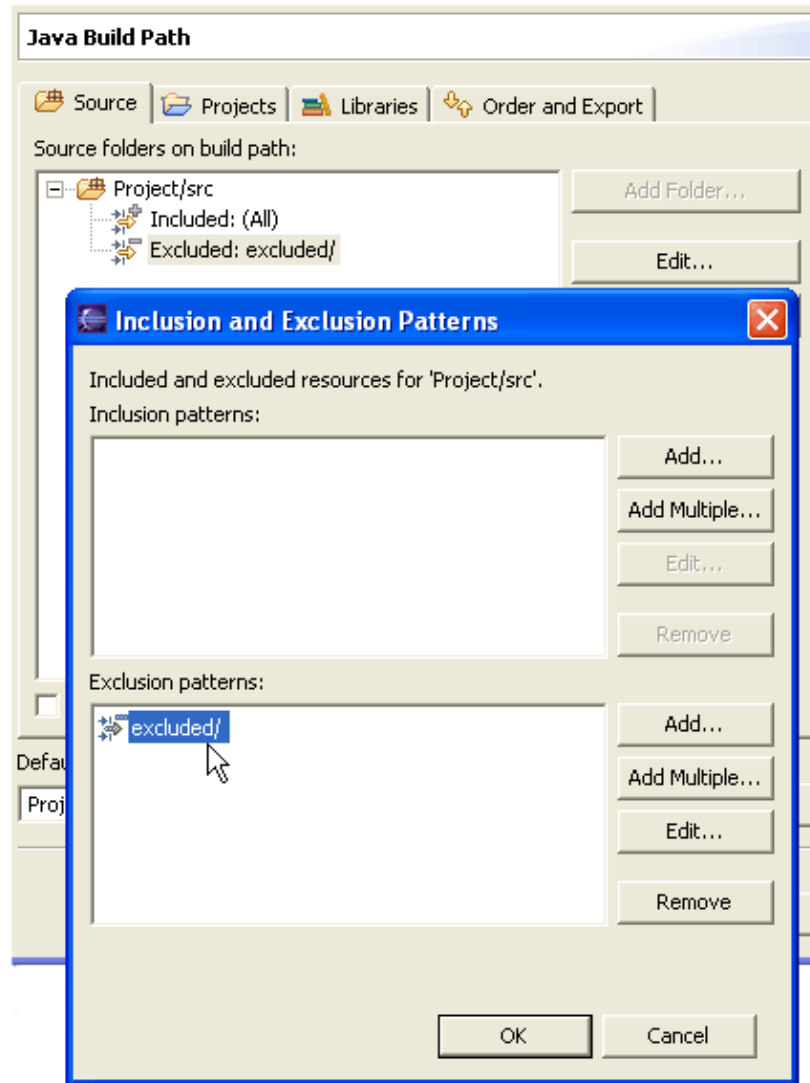 Java Build Path
Source Projects Libraries Order and Export
Source folders on build path:
Project/src
Add Folder...
Included: (All)
Excluded: excluded/
Edit...
Inclusion and Exclusion Patterns
Included and excluded resources for 'Project/src'.
Inclusion patterns:
Add...
Add Multiple...
Edit...
Remove
Exclusion patterns:
excluded/
Add...
Add Multiple...
Edit...
Remove
Defau
Proj
OK Cancel